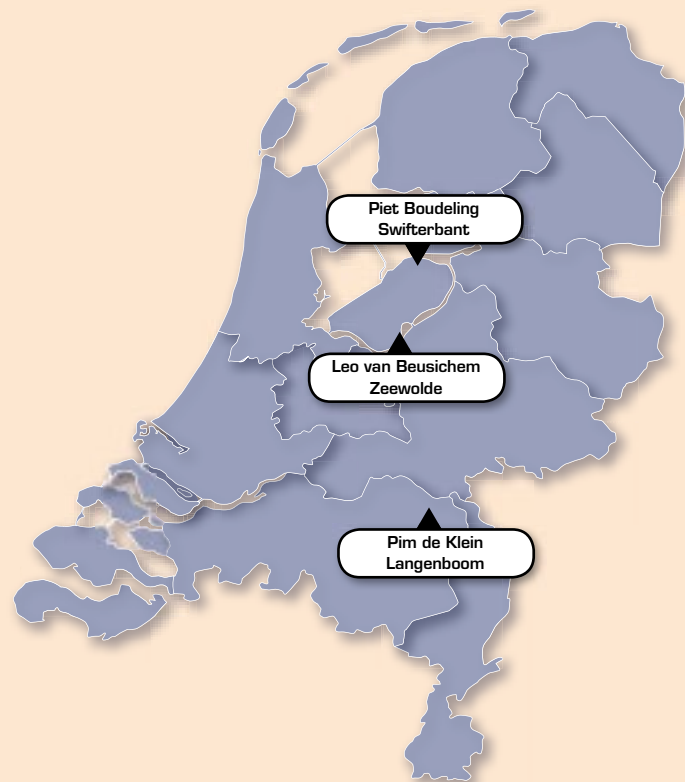 Piet Boudeling
Swifterbant
Leo van Beusichem
Zeewolde
Pim de Klein
Langenboom